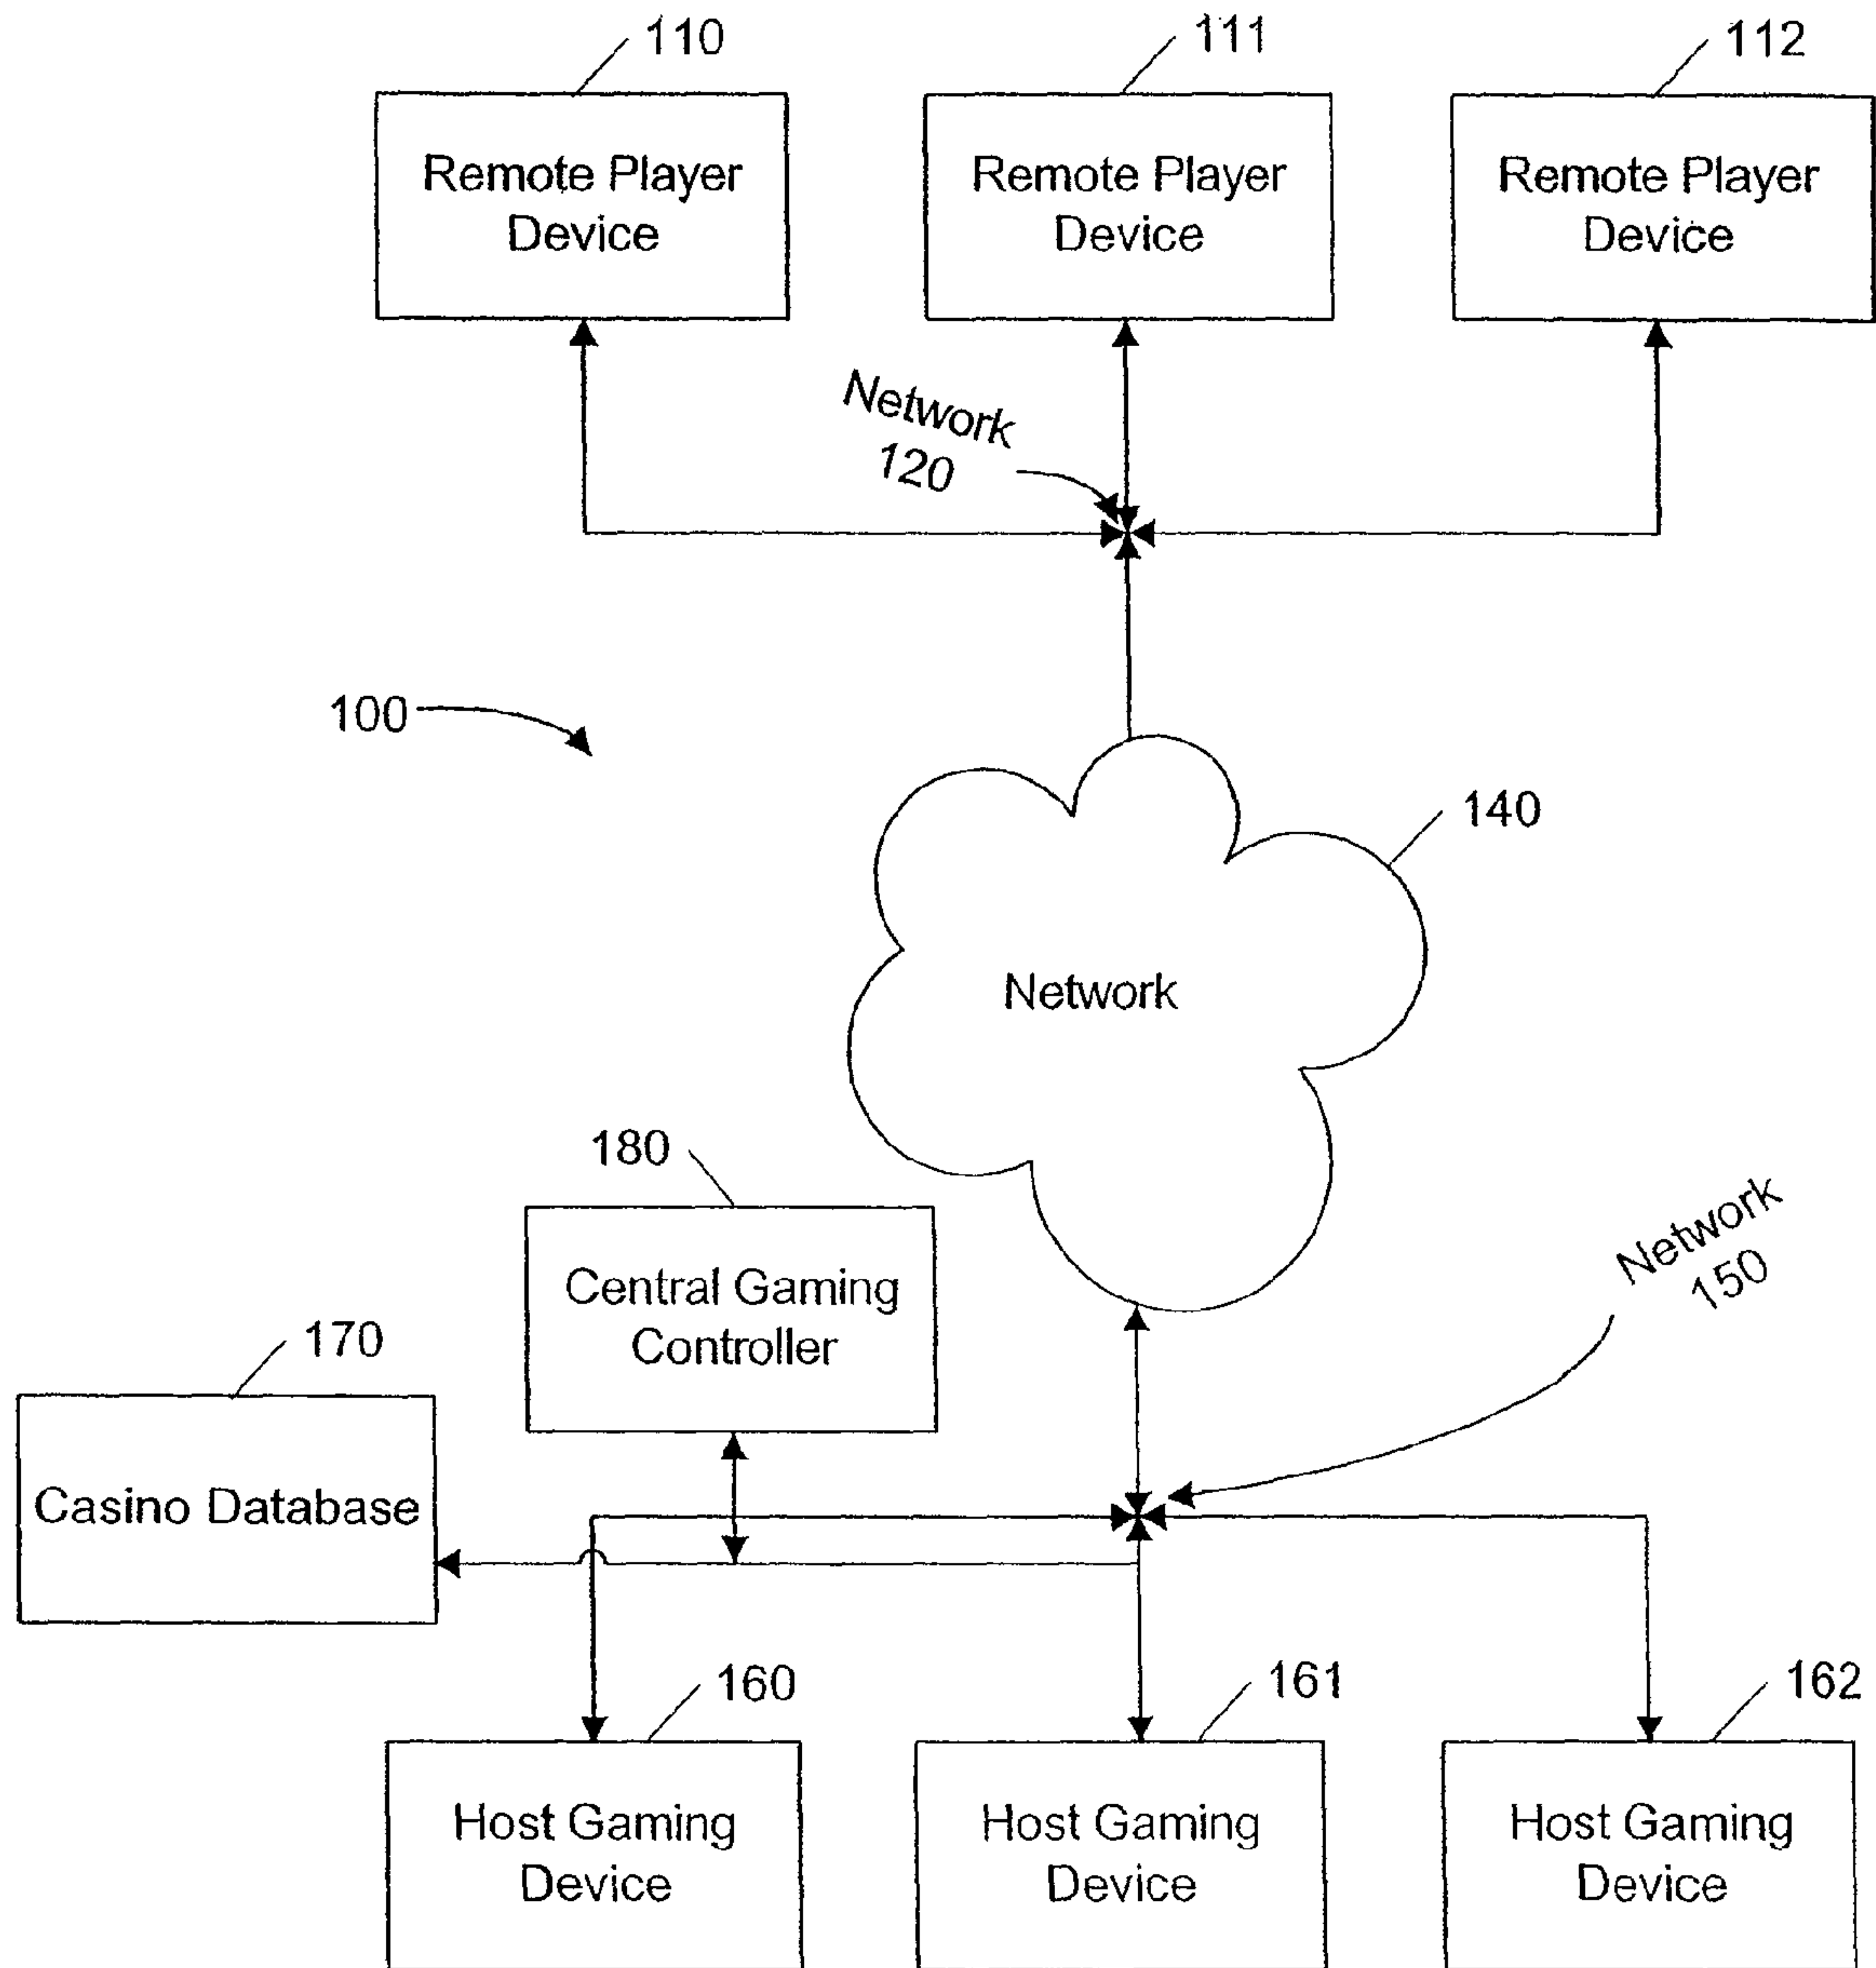 110
111
112
Remote Player
Device
Remote Player
Device
Remote Player
Device
Network
120
100
140
Network
180
Central Gaming
Controller
Network
150
170
Casino Database
160
161
162
Host Gaming
Device
Host Gaming
Device
Host Gaming
Device